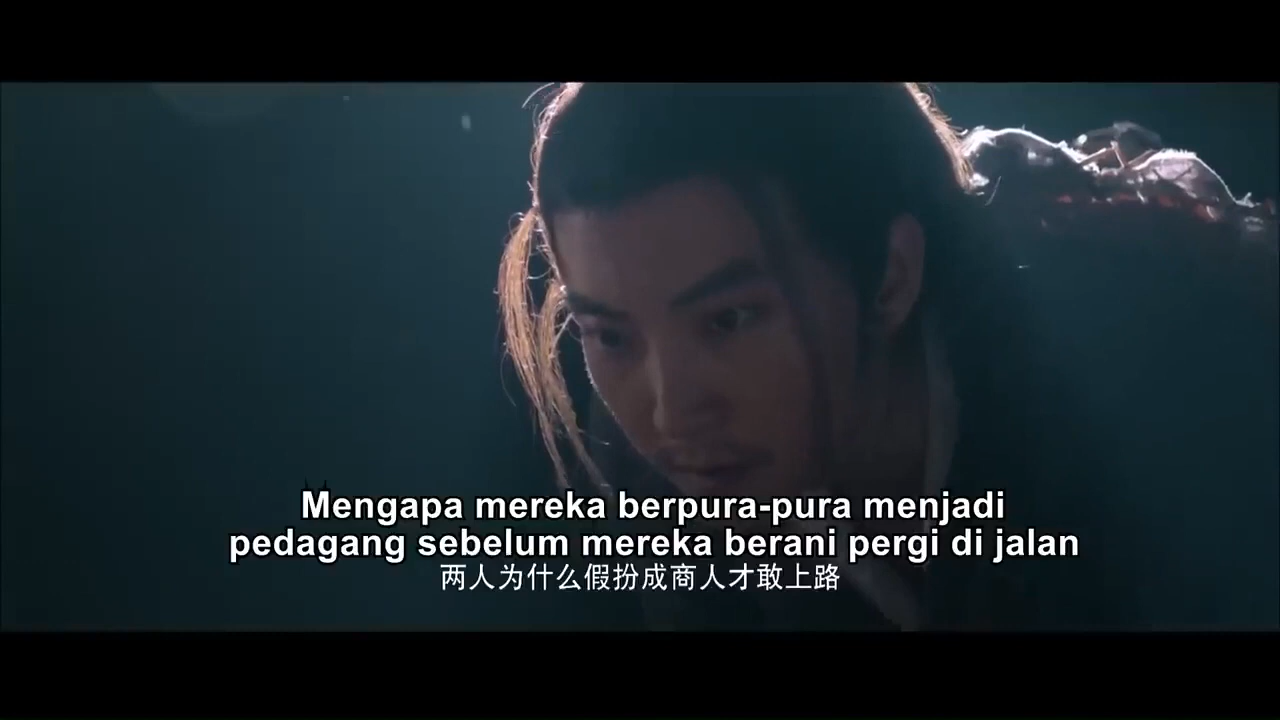 Mengapa mereka berpura-pura menjadi
pedagang sebelum mereka berani pergi di jalan
两人为什么假扮成商人才敢上路